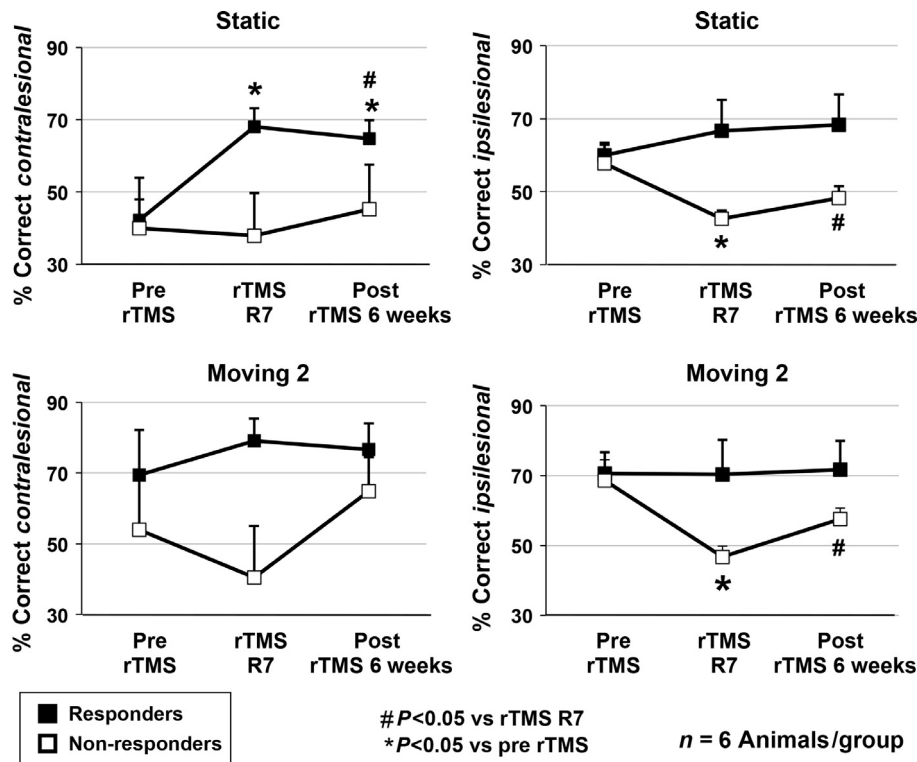 Static
% Correct contralesional
90
70
50
30
*
#
*
Pre rTMS
rTMS R7
Post rTMS 6 weeks
Static
% Correct ipsilesional
90
70
50
30
*
#
Pre rTMS
rTMS R7
Post rTMS 6 weeks
Moving 2
% Correct contralesional
90
70
50
30
Pre rTMS
rTMS R7
Post rTMS 6 weeks
Moving 2
% Correct ipsilesional
90
70
50
30
*
#
Pre rTMS
rTMS R7
Post rTMS 6 weeks
Responders
Non-responders
#P<0.05 vs rTMS R7
*P<0.05 vs pre rTMS
n = 6 Animals/group